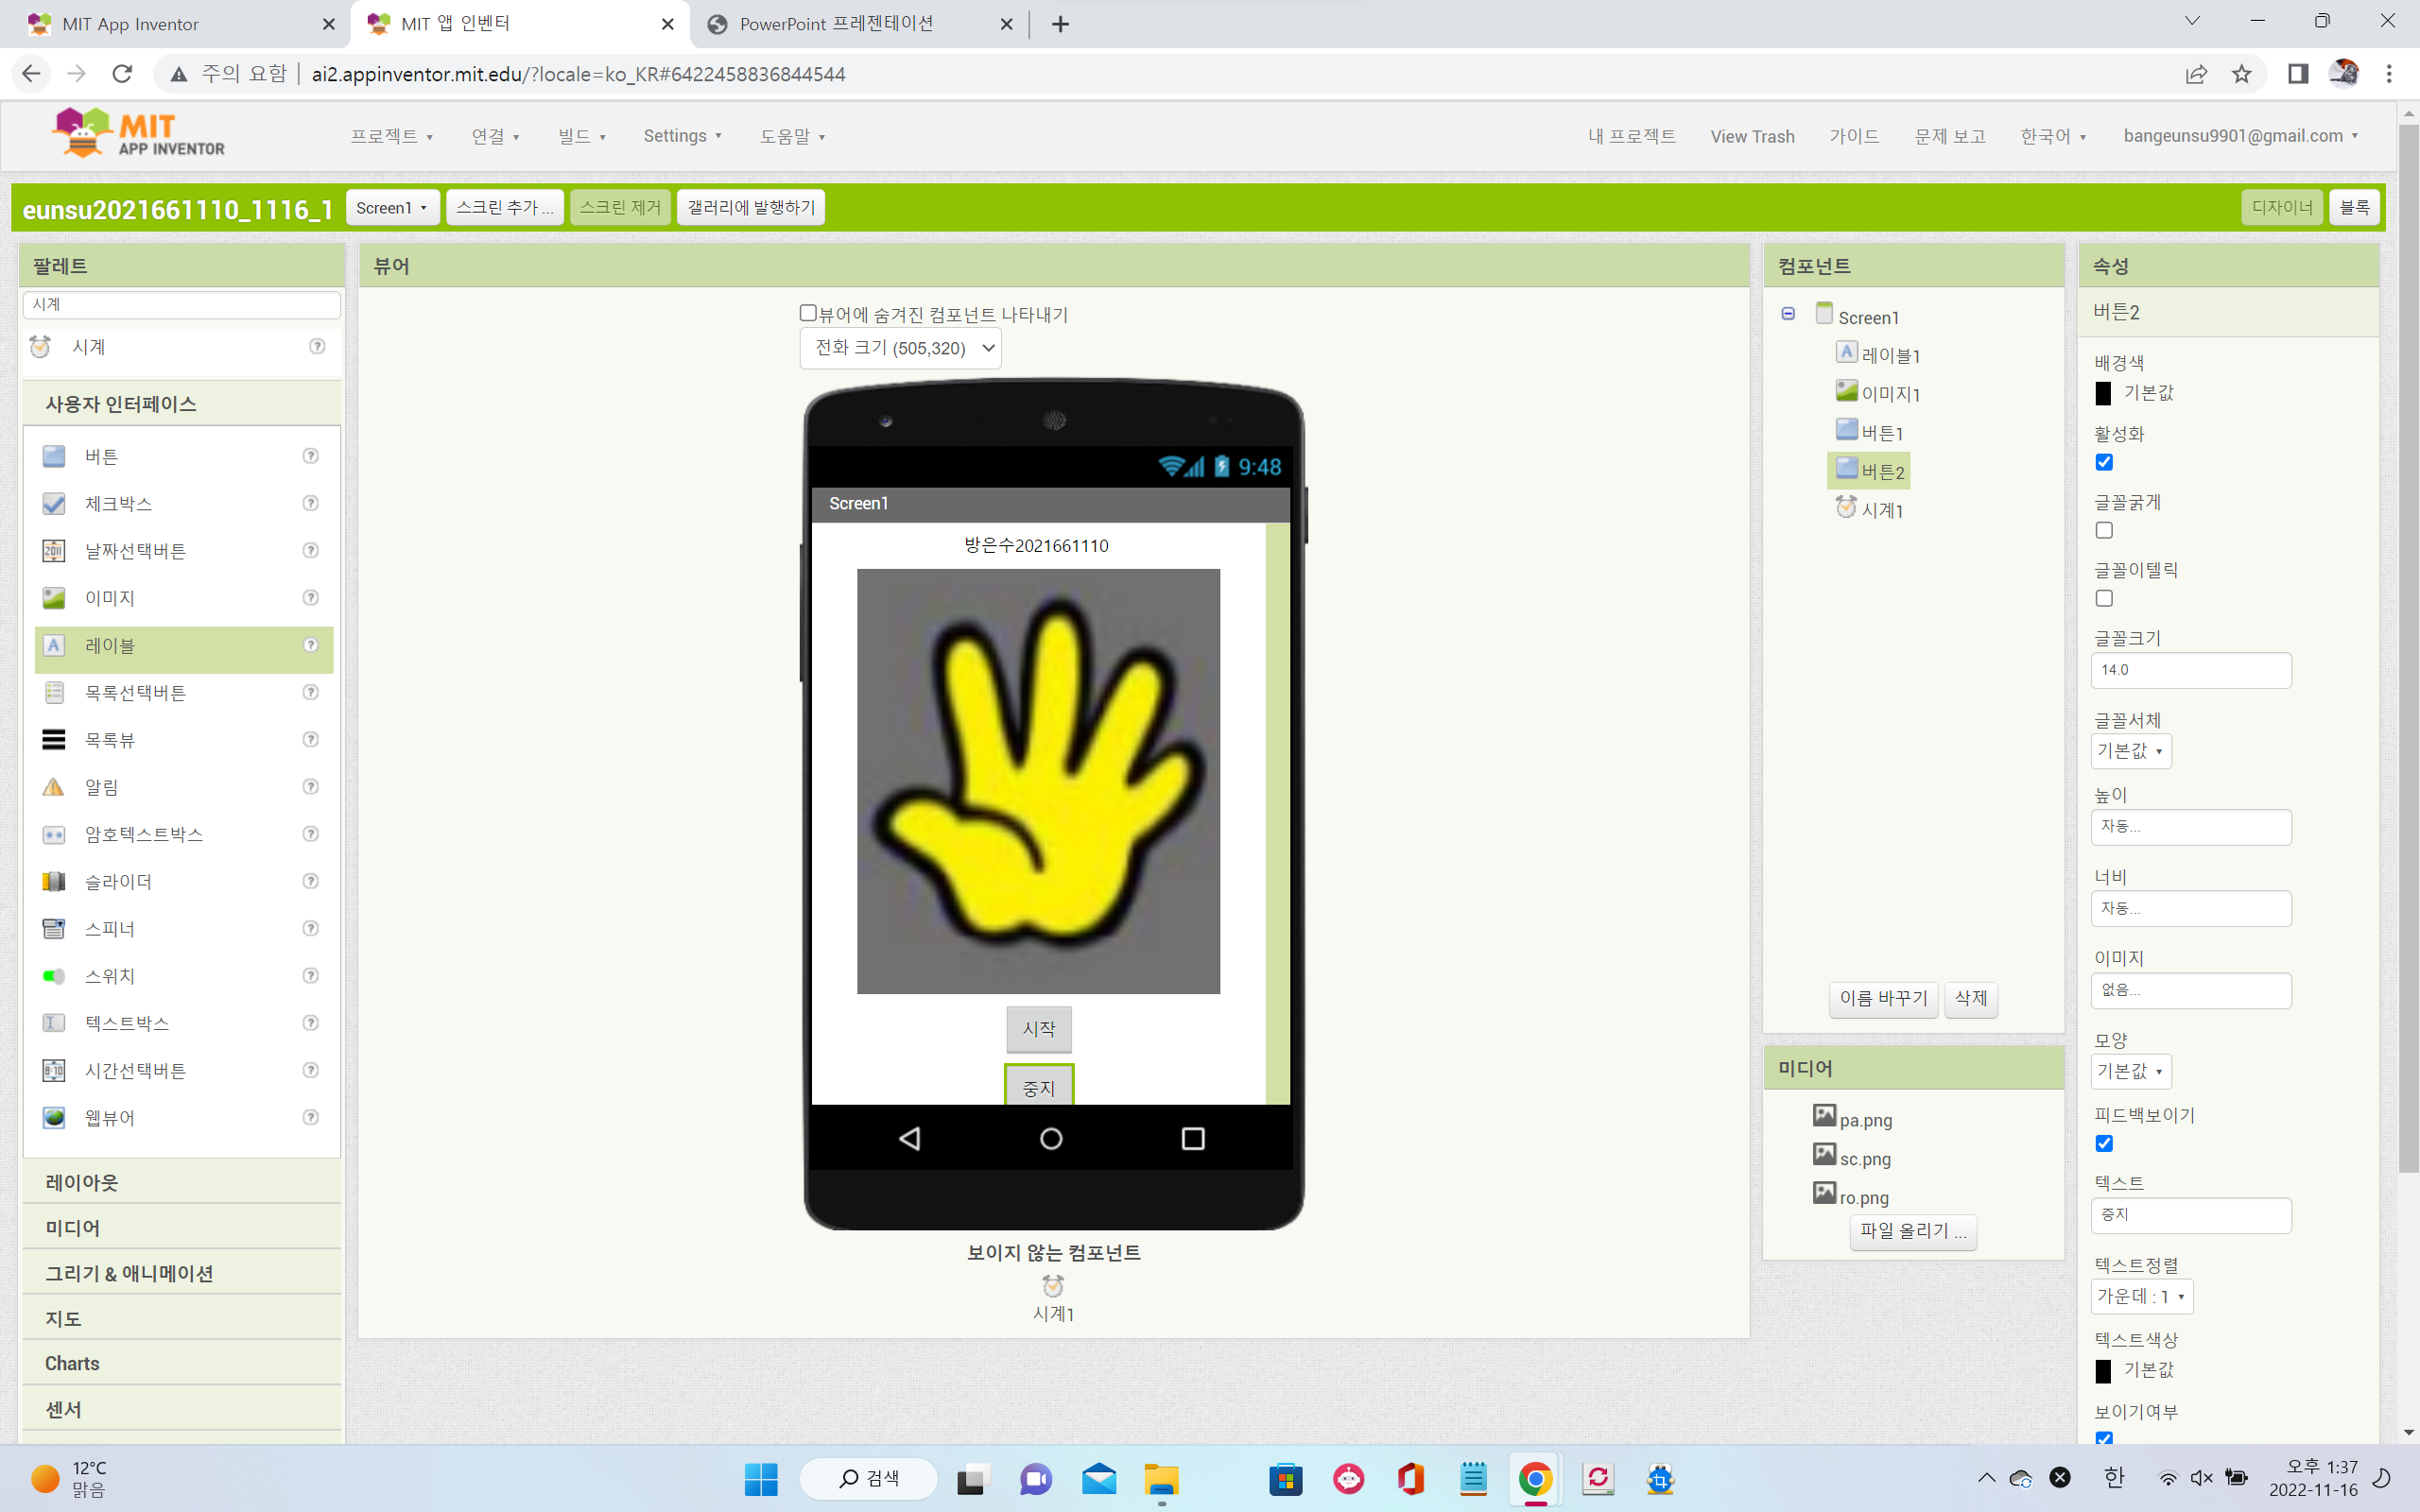 MIT App Inventor
MIT 앱 인벤터
PowerPoint 프레젠테이션
주의 요함
ai2.appinventor.mit.edu/?locale=ko_KR#6422458836844544
MIT
APP INVENTOR
프로젝트
연결
빌드
Settings
도움말
내 프로젝트
View Trash
가이드
문제 보고
한국어
bangeunsu9901@gmail.com
eunsu2021661110_1116_1
Screen1
스크린 추가 ...
스크린 제거
갤러리에 발행하기
디자이너
블록
팔레트
시계
시계
사용자 인터페이스
버튼
체크박스
2011
날짜선택버튼
이미지
A
레이블
목록선택버튼
목록뷰
알림
암호텍스트박스
슬라이더
스피너
스위치
텍스트박스
8:10
시간선택버튼
웹뷰어
레이아웃
미디어
그리기 & 애니메이션
지도
Charts
센서
뷰어
뷰어에 숨겨진 컴포넌트 나타내기
전화 크기 (505,320)
9:48
Screen1
방은수2021661110
시작
중지
보이지 않는 컴포넌트
시계1
컴포넌트
Screen1
A
레이블1
이미지1
버튼1
버튼2
시계1
이름 바꾸기
삭제
미디어
pa.png
sc.png
ro.png
파일 올리기 ...
속성
버튼2
배경색
기본값
활성화
글꼴굵게
글꼴이텔릭
글꼴크기
14.0
글꼴서체
기본값
높이
자동...
너비
자동...
이미지
없음...
모양
기본값
피드백보이기
텍스트
중지
텍스트정렬
가운데 : 1
텍스트색상
기본값
보이기여부
12°C
맑음
검색
한
오후 1:37
2022-11-16